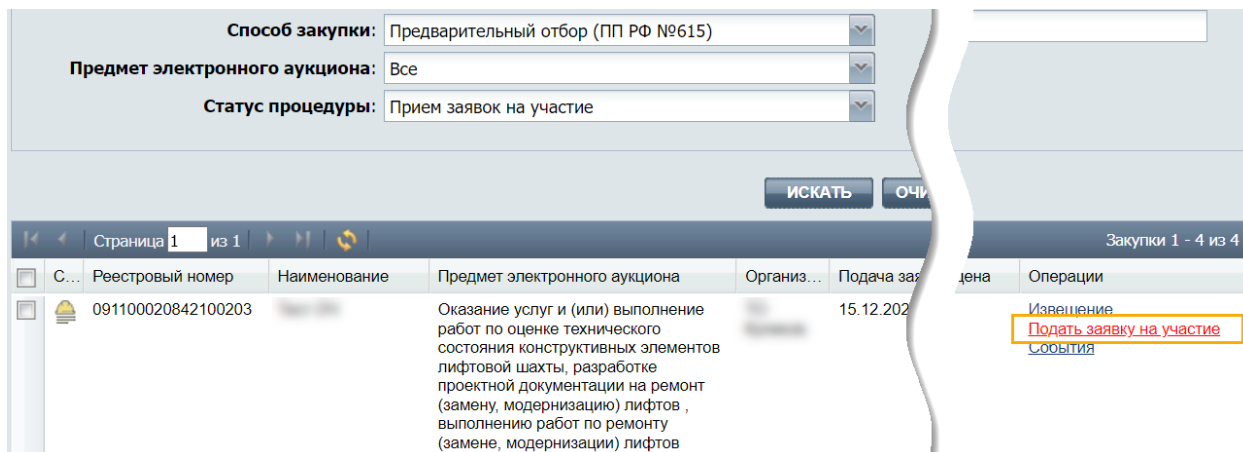 Способ закупки: Предварительный отбор (ПП РФ №615)
Предмет электронного аукциона: Все
Статус процедуры: Прием заявок на участие
ИСКАТЬ
Страница 1 из 1
Закупки 1 - 4 из 4
С... Реестровый номер Наименование Предмет электронного аукциона Организ... Операции
091100020842100203
Оказание услуг и (или) выполнение
работ по оценке технического
состояния конструктивных элементов
лифтовой шахты, разработке
проектной документации на ремонт
(замену, модернизацию) лифтов ,
выполнению работ по ремонту
(замене, модернизации) лифтов
Подача
15.12.202
Извещение
Подать заявку на участие
События